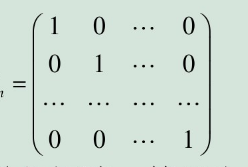 n = ( 1 0 ⋯ 0
0 1 ⋯ 0
⋯ ⋯ ⋯ ⋯
0 0 ⋯ 1 )